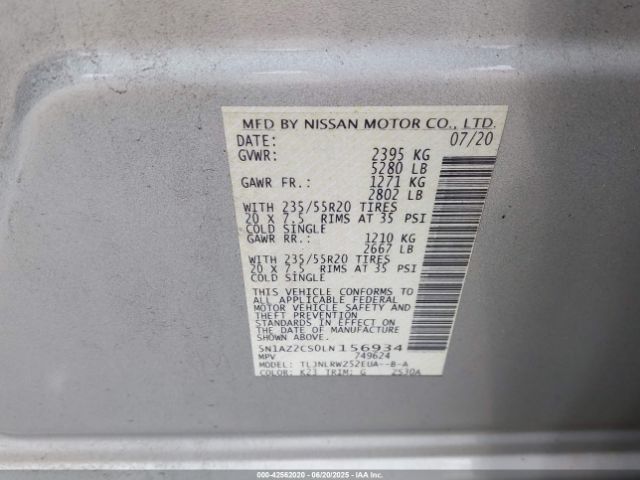 MFD BY NISSAN MOTOR CO., LTD.
DATE: 07/20
GVWR: 2395 KG
5280 LB
GAWR FR.: 1271 KG
2802 LB
WITH 235/55R20 TIRES
20 X 7.5 RIMS AT 35 PSI
COLD SINGLE
GAWR RR.: 1210 KG
2667 LB
WITH 235/55R20 TIRES
20 X 7.5 RIMS AT 35 PSI
COLD SINGLE
THIS VEHICLE CONFORMS TO
ALL APPLICABLE FEDERAL
MOTOR VEHICLE SAFETY AND
THEFT PREVENTION
STANDARDS IN EFFECT ON
THE DATE OF MANUFACTURE
SHOWN ABOVE.
5N1AZ2CS0LN156934
MPV 749624
MODEL: TLJNLRWZ52EUA--B-A
COLOR: K23 TRIM: G 2530A
000-42562020 - 06/20/2025 - IAAI.COM